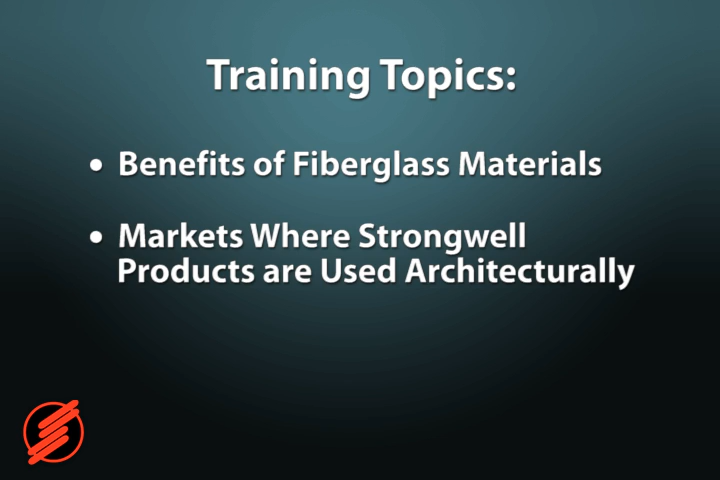 Training Topics:
• Benefits of Fiberglass Materials
• Markets Where Strongwell
Products are Used Architecturally